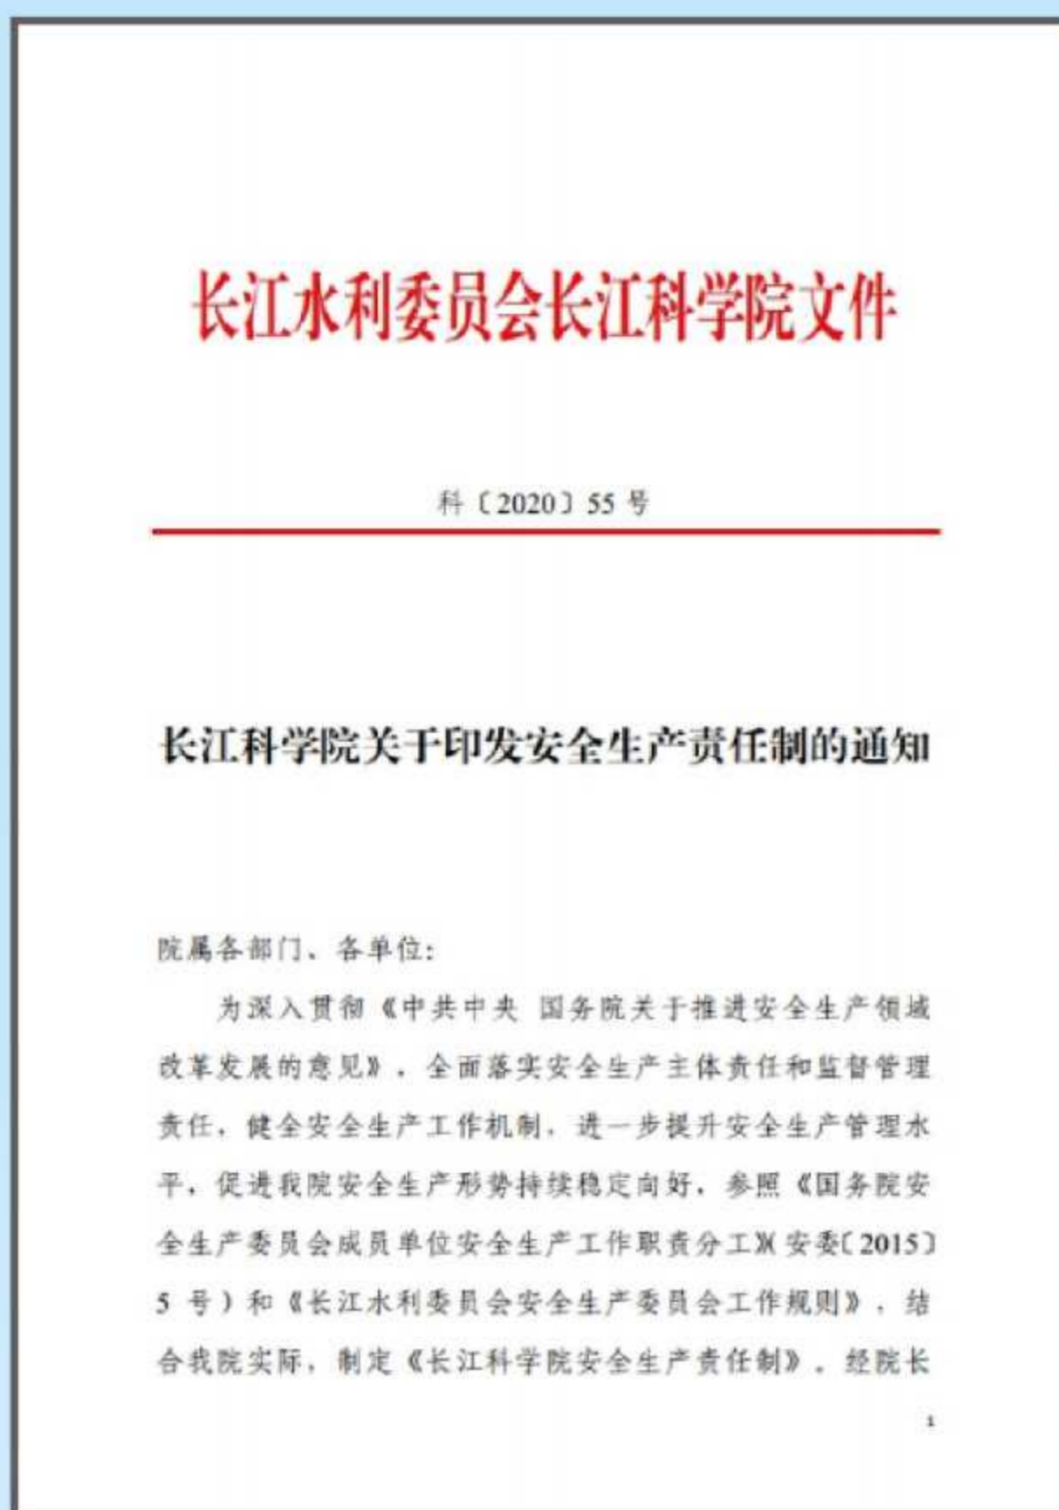 长江水利委员会长江科学院文件
科〔2020〕55 号
长江科学院关于印发安全生产责任制的通知
院属各部门、各单位：
为深入贯彻《中共中央 国务院关于推进安全生产领域
改革发展的意见》，全面落实安全生产主体责任和监督管理
责任，健全安全生产工作机制，进一步提升安全生产管理水
平，促进我院安全生产形势持续稳定向好，参照《国务院安
全生产委员会成员单位安全生产工作职责分工》（安委〔2015〕
5 号）和《长江水利委员会安全生产委员会工作规则》，结
合我院实际，制定《长江科学院安全生产责任制》。经院长
1